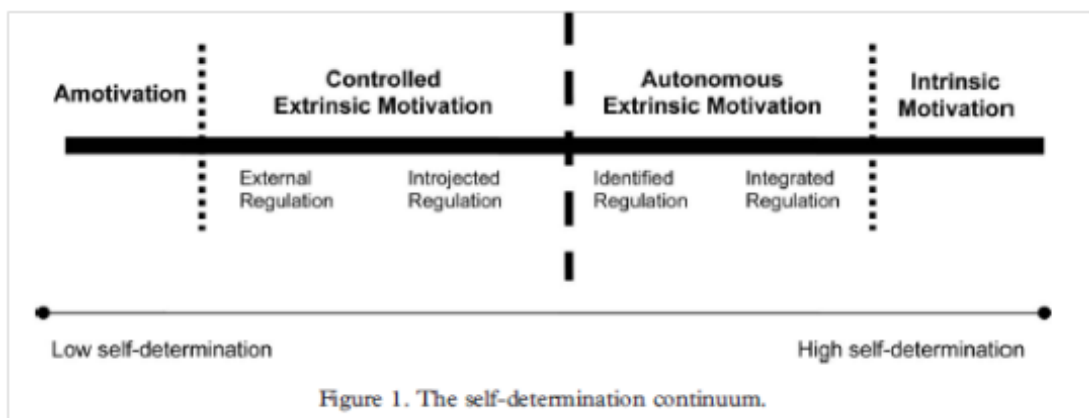 Amotivation
Controlled
Extrinsic Motivation
Autonomous
Extrinsic Motivation
Intrinsic
Motivation
External
Regulation
Introjected
Regulation
Identified
Regulation
Integrated
Regulation
Low self-determination
High self-determination
Figure 1. The self-determination continuum.